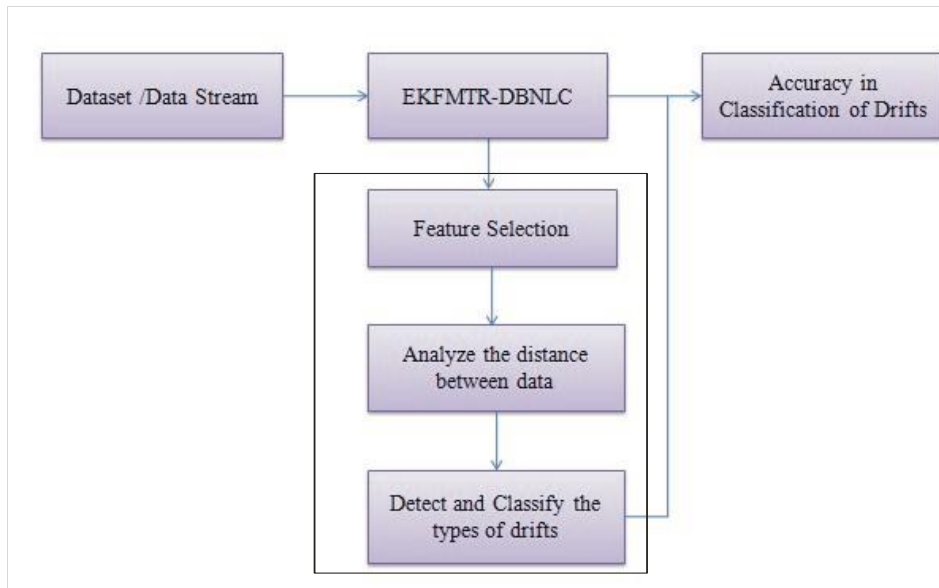 Dataset /Data Stream
EKFMTR-DBNLC
Accuracy in
Classification of Drifts
Feature Selection
Analyze the distance
between data
Detect and Classify the
types of drifts